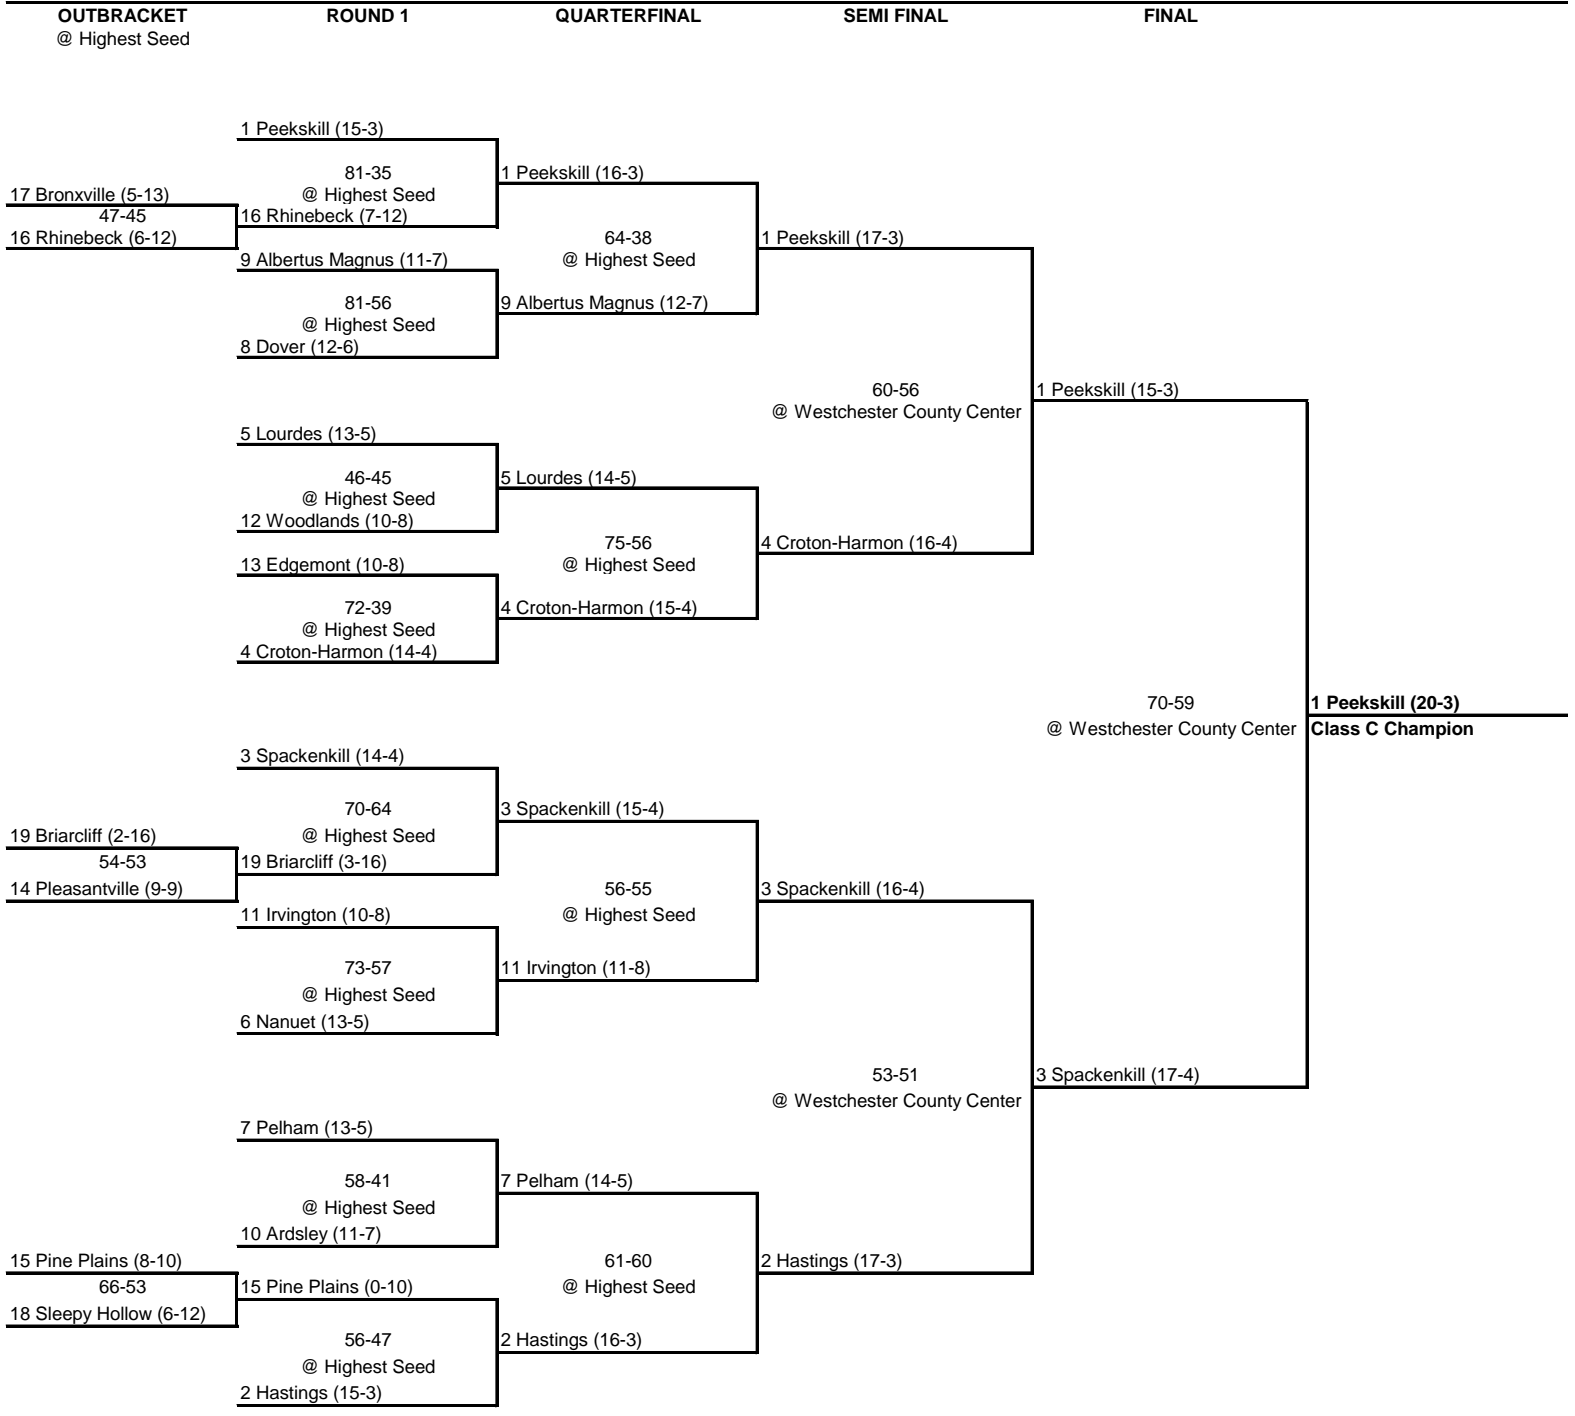 OUTBRACKET
@ Highest Seed
ROUND 1
QUARTERFINAL
SEMI FINAL
FINAL
1 Peekskill (15-3)
81-35
@ Highest Seed
1 Peekskill (16-3)
17 Bronxville (5-13)
47-45
16 Rhinebeck (6-12)
16 Rhinebeck (7-12)
64-38
@ Highest Seed
1 Peekskill (17-3)
9 Albertus Magnus (11-7)
81-56
@ Highest Seed
9 Albertus Magnus (12-7)
8 Dover (12-6)
60-56
@ Westchester County Center
1 Peekskill (15-3)
5 Lourdes (13-5)
46-45
@ Highest Seed
5 Lourdes (14-5)
12 Woodlands (10-8)
75-56
@ Highest Seed
4 Croton-Harmon (16-4)
13 Edgemont (10-8)
72-39
@ Highest Seed
4 Croton-Harmon (15-4)
4 Croton-Harmon (14-4)
70-59
@ Westchester County Center
1 Peekskill (20-3)
Class C Champion
3 Spackenkill (14-4)
70-64
@ Highest Seed
3 Spackenkill (15-4)
19 Briarcliff (2-16)
54-53
14 Pleasantville (9-9)
19 Briarcliff (3-16)
56-55
@ Highest Seed
3 Spackenkill (16-4)
11 Irvington (10-8)
73-57
@ Highest Seed
11 Irvington (11-8)
6 Nanuet (13-5)
53-51
@ Westchester County Center
3 Spackenkill (17-4)
7 Pelham (13-5)
58-41
@ Highest Seed
7 Pelham (14-5)
10 Ardsley (11-7)
15 Pine Plains (8-10)
66-53
18 Sleepy Hollow (6-12)
15 Pine Plains (0-10)
61-60
@ Highest Seed
2 Hastings (17-3)
56-47
@ Highest Seed
2 Hastings (16-3)
2 Hastings (15-3)